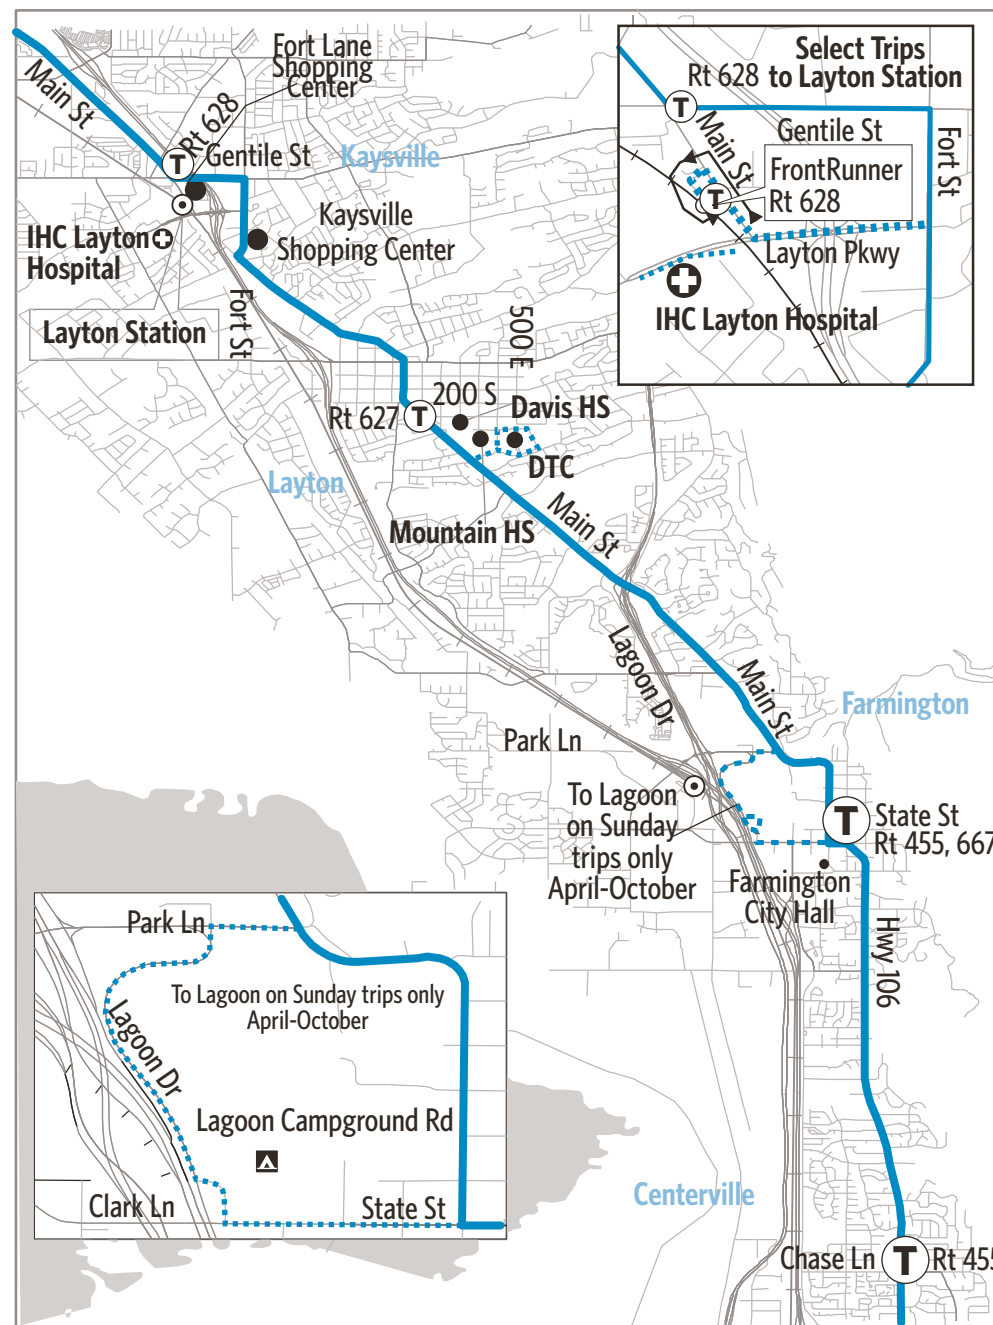 Fort Lane
Shopping
Center
Main St
Rt 628
Gentile St
T
Kaysville
Kaysville
Shopping Center
IHC Layton
Hospital
Layton Station
Fort St
500 E
200 S
Rt 627
T
Davis HS
DTC
Layton
Mountain HS
Main St
Select Trips
to Layton Station
Rt 628
T
Gentile St
Main St
Fort St
FrontRunner
Rt 628
T
Layton Pkwy
IHC Layton Hospital
Lagoon Dr
Main St
Farmington
Park Ln
To Lagoon
on Sunday
trips only
April-October
T
State St
Rt 455, 667
Farmington
City Hall
Hwy 106
Park Ln
To Lagoon on Sunday trips only
April-October
Lagoon Dr
Lagoon Campground Rd
Clark Ln
State St
Centerville
Chase Ln
T
Rt 455